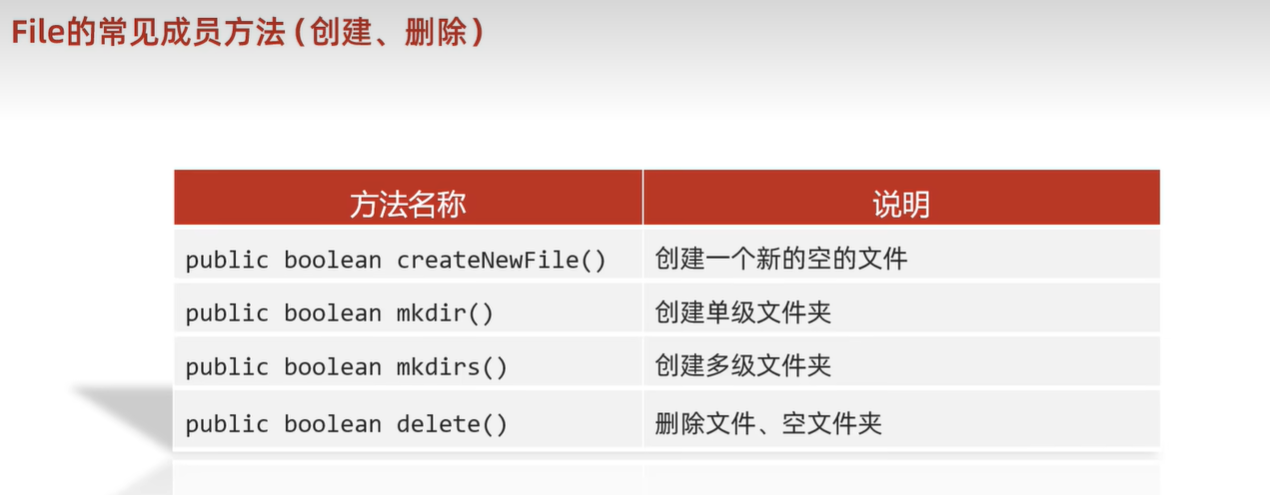 File的常见成员方法(创建、删除)
方法名称 说明
public boolean createNewFile() 创建一个新的空的文件
public boolean mkdir() 创建单级文件夹
public boolean mkdirs() 创建多级文件夹
public boolean delete() 删除文件、空文件夹